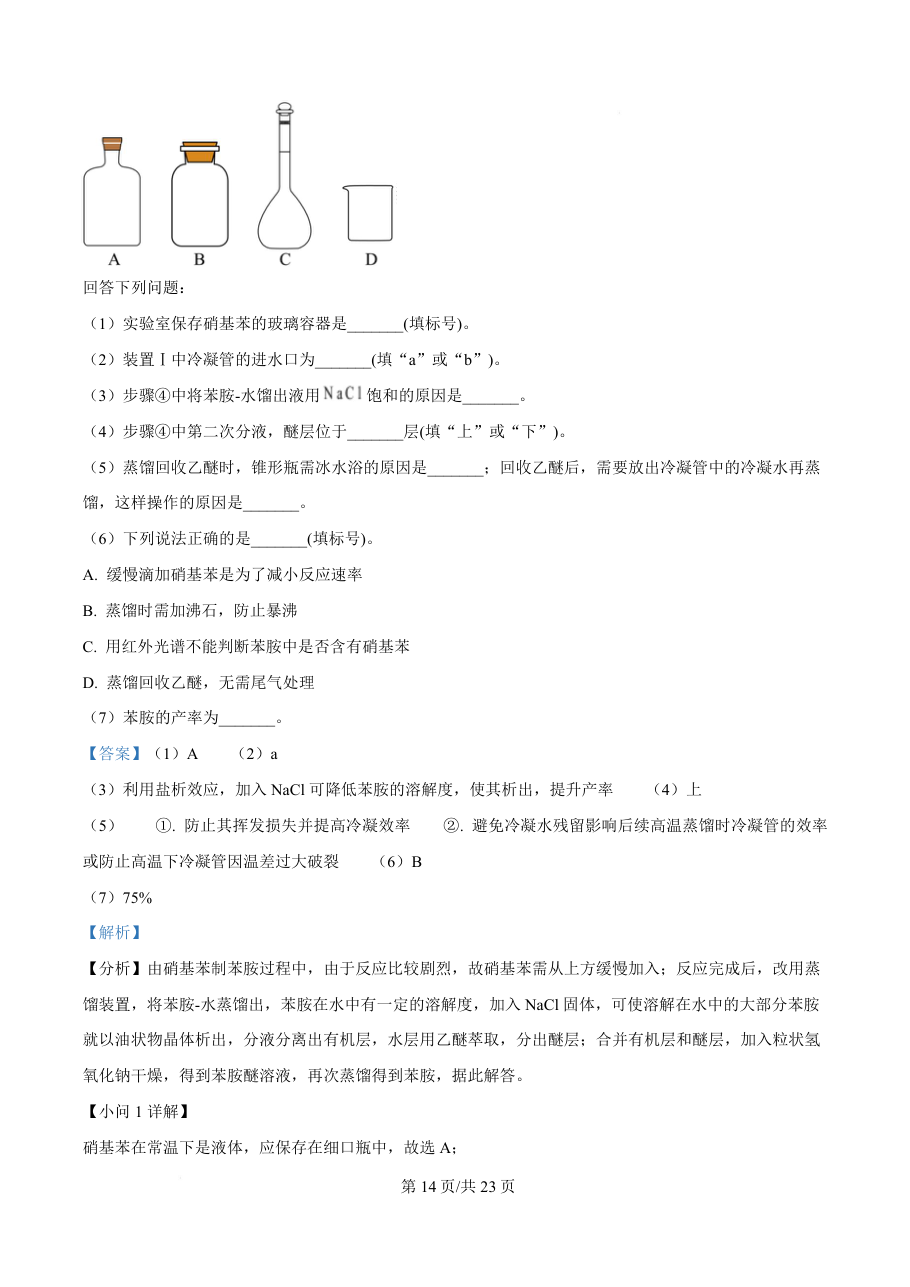 A B C D
回答下列问题：
（1）实验室保存硝基苯的玻璃容器是_______(填标号)。
（2）装置Ⅰ中冷凝管的进水口为_______(填“a”或“b”)。
（3）步骤④中将苯胺-水馏出液用NaCl饱和的原因是_______。
（4）步骤④中第二次分液，醚层位于_______层(填“上”或“下”)。
（5）蒸馏回收乙醚时，锥形瓶需冰水浴的原因是_______；回收乙醚后，需要放出冷凝管中的冷凝水再蒸
馏，这样操作的原因是_______。
（6）下列说法正确的是_______(填标号)。
A. 缓慢滴加硝基苯是为了减小反应速率
B. 蒸馏时需加沸石，防止暴沸
C. 用红外光谱不能判断苯胺中是否含有硝基苯
D. 蒸馏回收乙醚，无需尾气处理
（7）苯胺的产率为_______。
【答案】（1）A （2）a
（3）利用盐析效应，加入 NaCl 可降低苯胺的溶解度，使其析出，提升产率 （4）上
（5） ①. 防止其挥发损失并提高冷凝效率 ②. 避免冷凝水残留影响后续高温蒸馏时冷凝管的效率
或防止高温下冷凝管因温差过大破裂 （6）B
（7）75%
【解析】
【分析】由硝基苯制苯胺过程中，由于反应比较剧烈，故硝基苯需从上方缓慢加入；反应完成后，改用蒸
馏装置，将苯胺-水蒸馏出，苯胺在水中有一定的溶解度，加入 NaCl 固体，可使溶解在水中的大部分苯胺
就以油状物晶体析出，分液分离出有机层，水层用乙醚萃取，分出醚层；合并有机层和醚层，加入粒状氢
氧化钠干燥，得到苯胺醚溶液，再次蒸馏得到苯胺，据此解答。
【小问 1 详解】
硝基苯在常温下是液体，应保存在细口瓶中，故选 A；
第 14 页/共 23 页